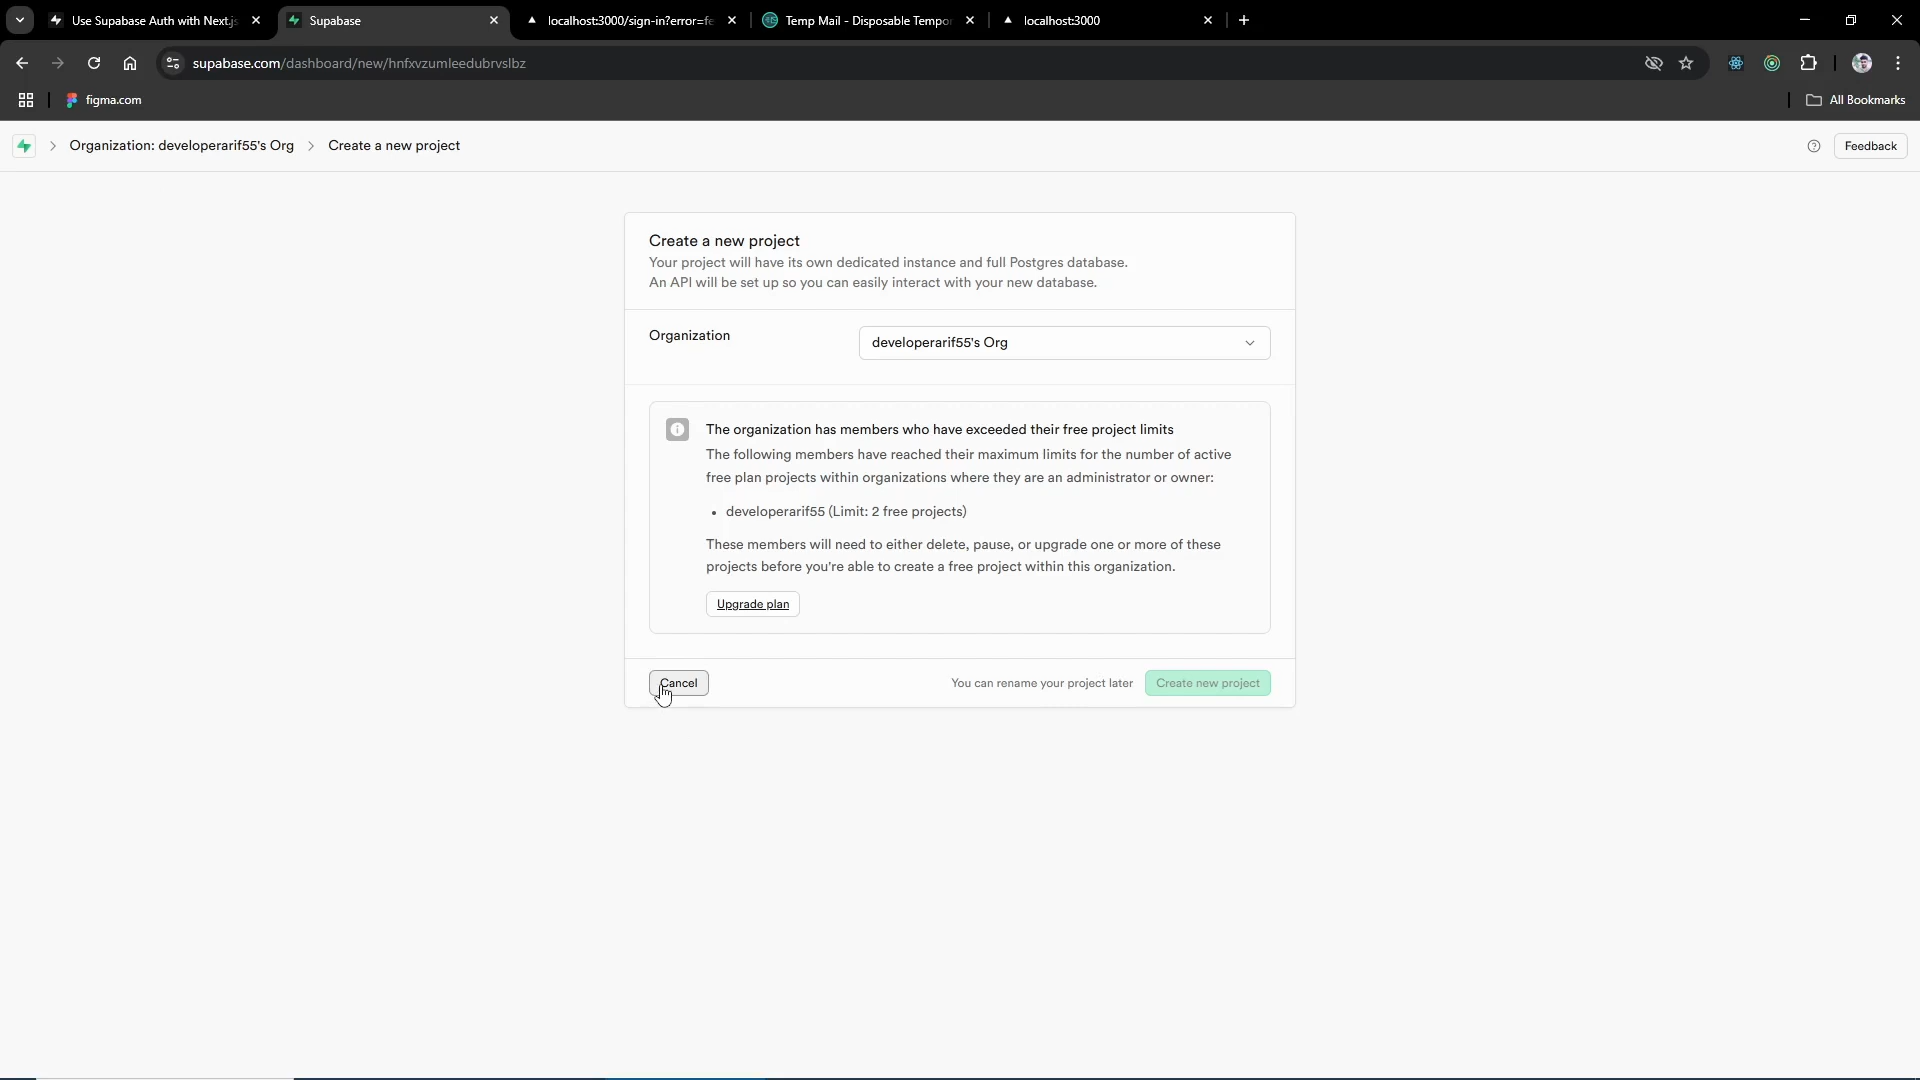 Use Supabase Auth with Next.js
Supabase
localhost:3000/sign-in?error=fe
Temp Mail - Disposable Tempor
localhost:3000
supabase.com/dashboard/new/hnfxvzumleedubrvslbz
figma.com
All Bookmarks
Organization: developerarif55's Org
Create a new project
Feedback
Create a new project
Your project will have its own dedicated instance and full Postgres database.
An API will be set up so you can easily interact with your new database.
Organization
developerarif55's Org
The organization has members who have exceeded their free project limits
The following members have reached their maximum limits for the number of active
free plan projects within organizations where they are an administrator or owner:
• developerarif55 (Limit: 2 free projects)
These members will need to either delete, pause, or upgrade one or more of these
projects before you're able to create a free project within this organization.
Upgrade plan
Cancel
You can rename your project later
Create new project